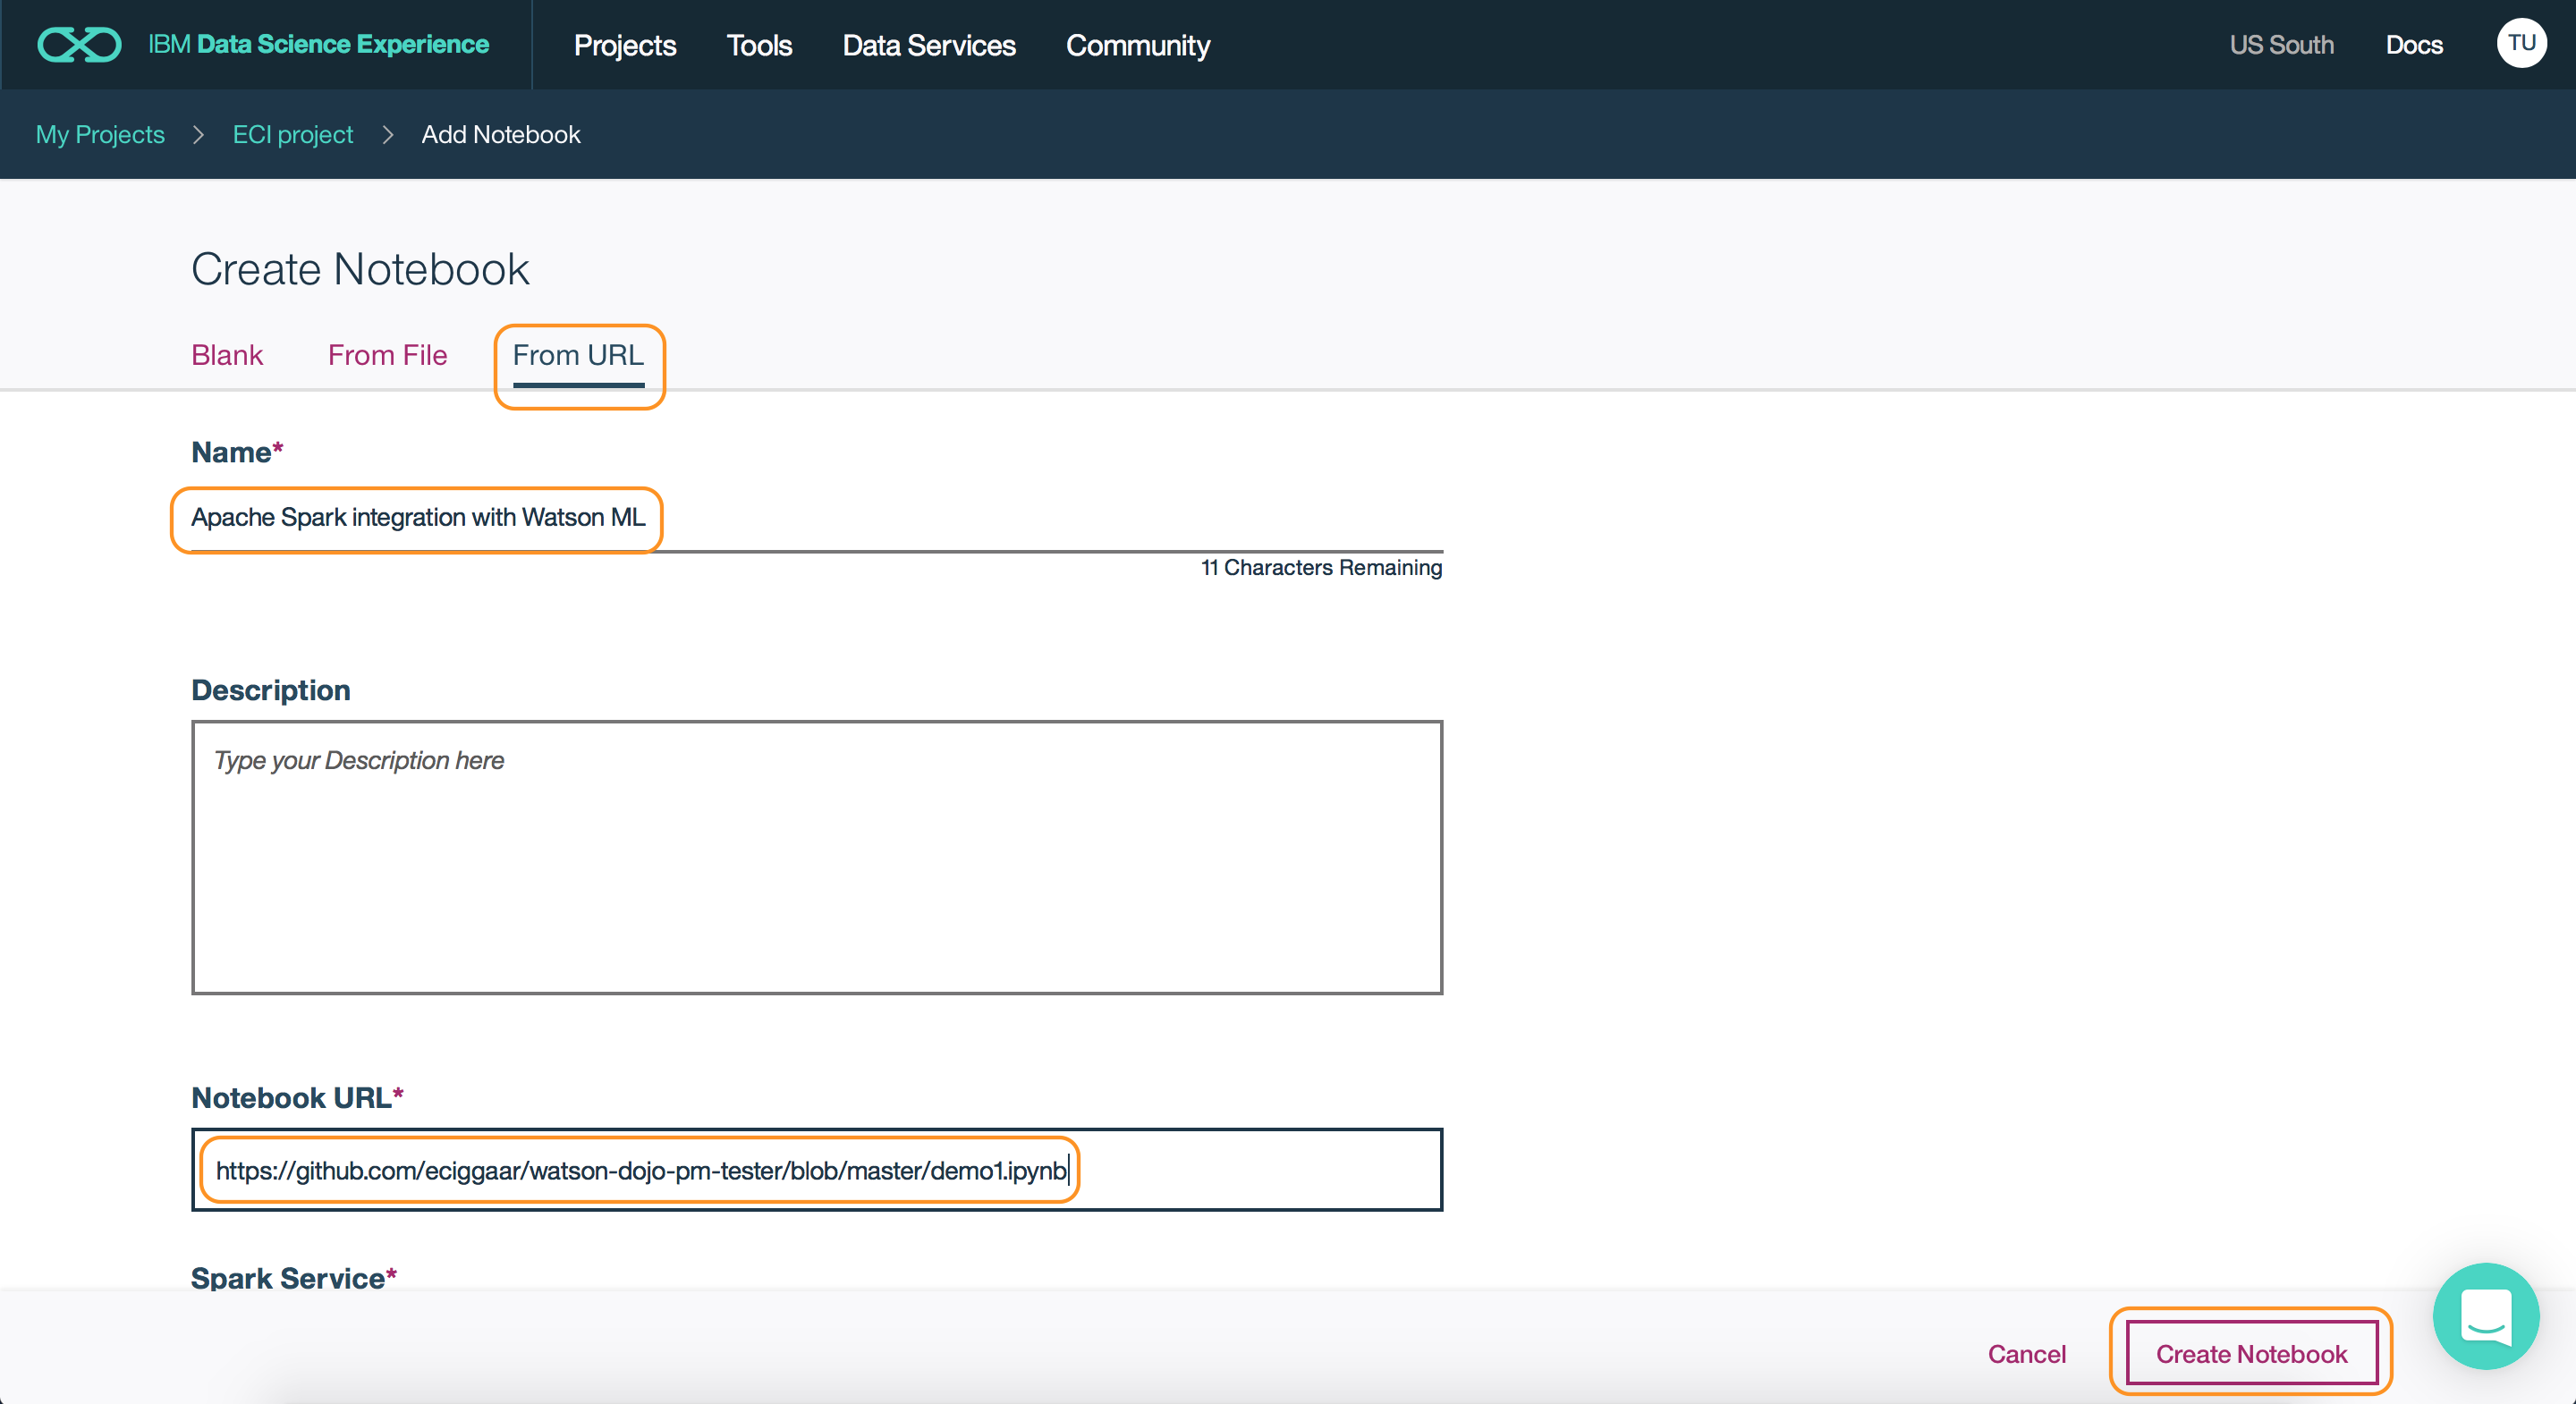 IBM Data Science Experience Projects Tools Data Services Community US South Docs TU
My Projects > ECI project > Add Notebook
Create Notebook
Blank From File From URL
Name*
Apache Spark integration with Watson ML
11 Characters Remaining
Description
Type your Description here
Notebook URL*
https://github.com/eciggaar/watson-dojo-pm-tester/blob/master/demo1.ipynb
Spark Service*
Cancel Create Notebook